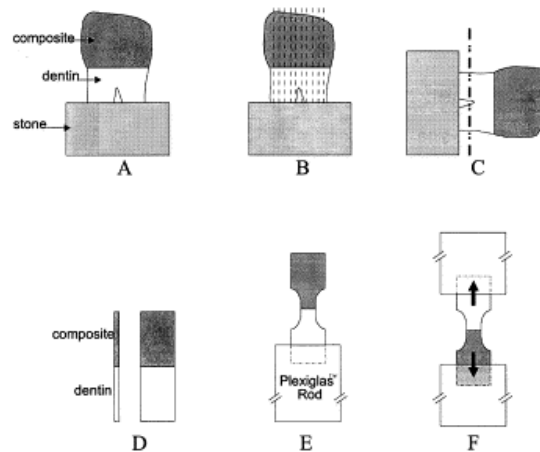 composite
dentin
stone
A
B
C
composite
dentin
Plexiglas™
Rod
D
E
F